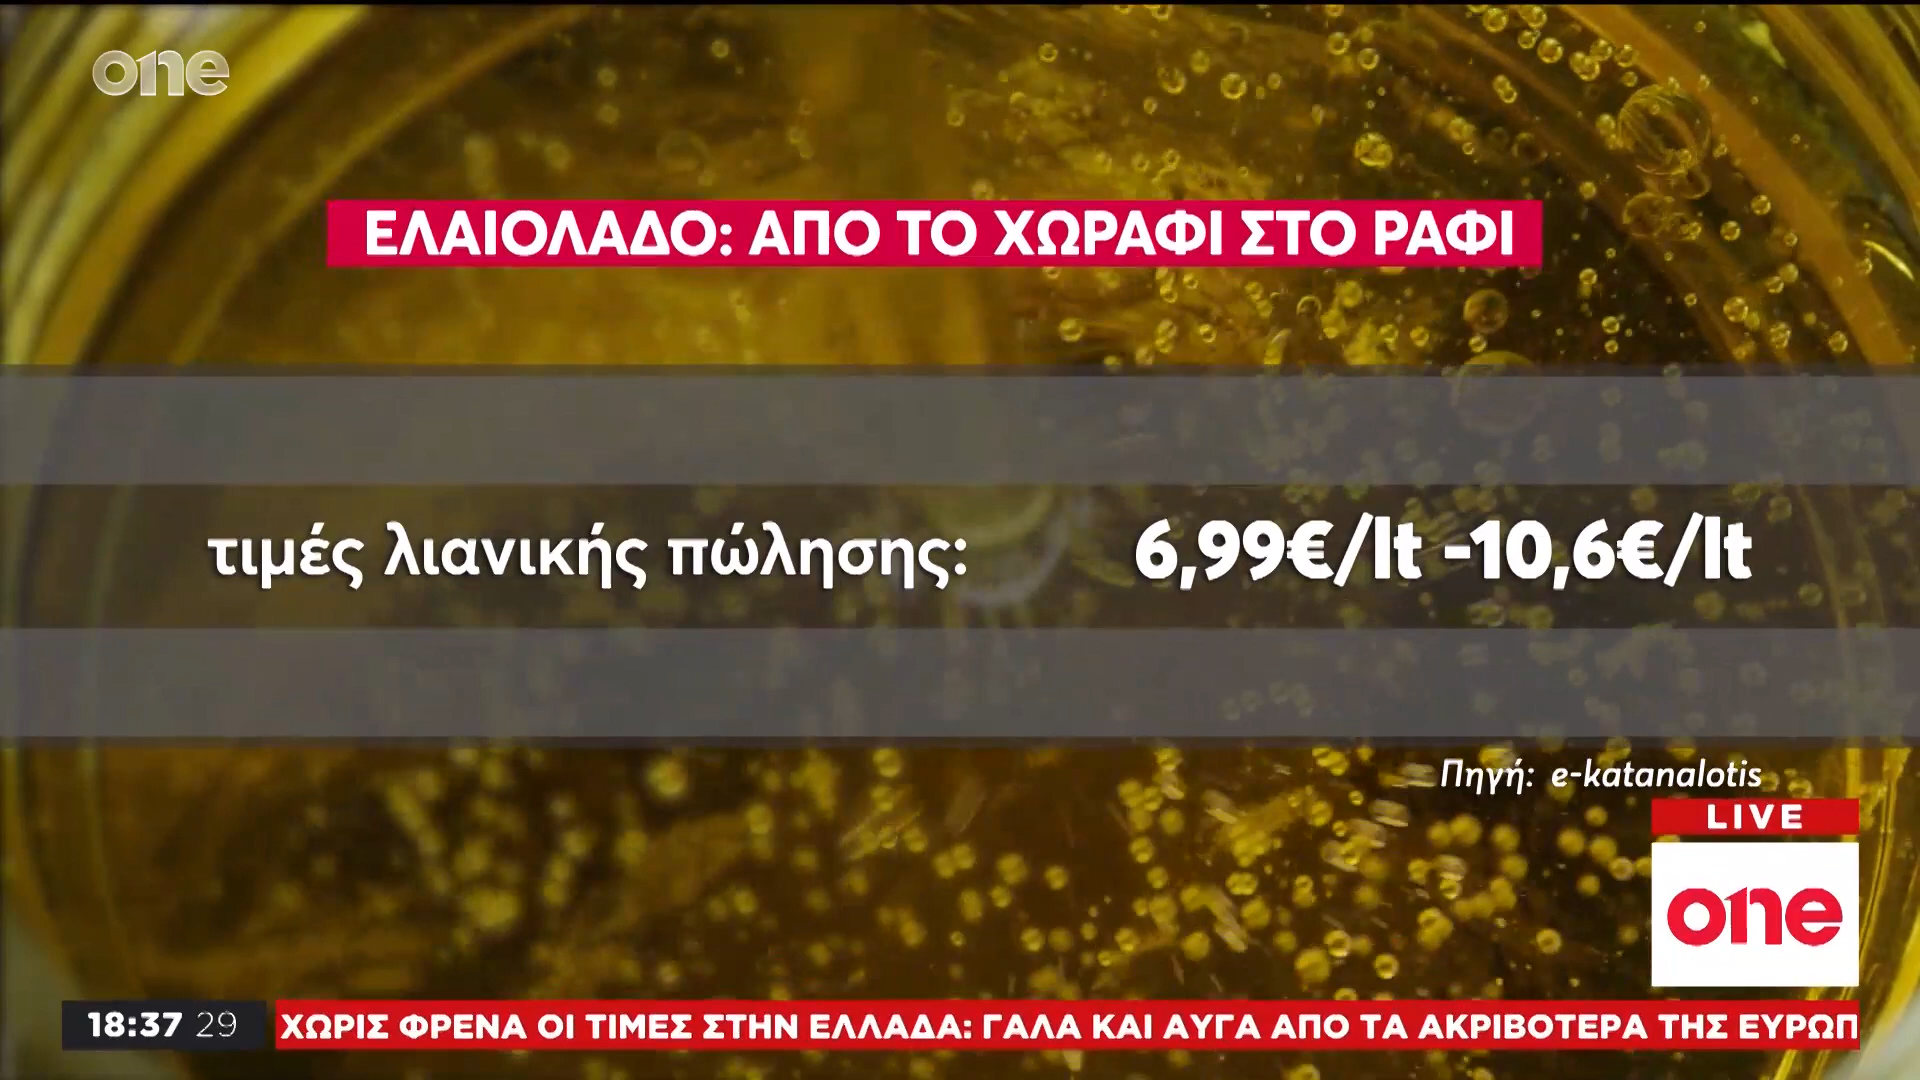 one
ΕΛΑΙΟΛΑΔΟ: ΑΠΟ ΤΟ ΧΩΡΑΦΙ ΣΤΟ ΡΑΦΙ
τιμές λιανικής πώλησης: 6,99€/lt -10,6€/lt
Πηγή: e-katanalotis
LIVE
one
18:37 29 ΧΩΡΙΣ ΦΡΕΝΑ ΟΙ ΤΙΜΕΣ ΣΤΗΝ ΕΛΛΑΔΑ: ΓΑΛΑ ΚΑΙ ΑΥΓΑ ΑΠΟ ΤΑ ΑΚΡΙΒΟΤΕΡΑ ΤΗΣ ΕΥΡΩΠ